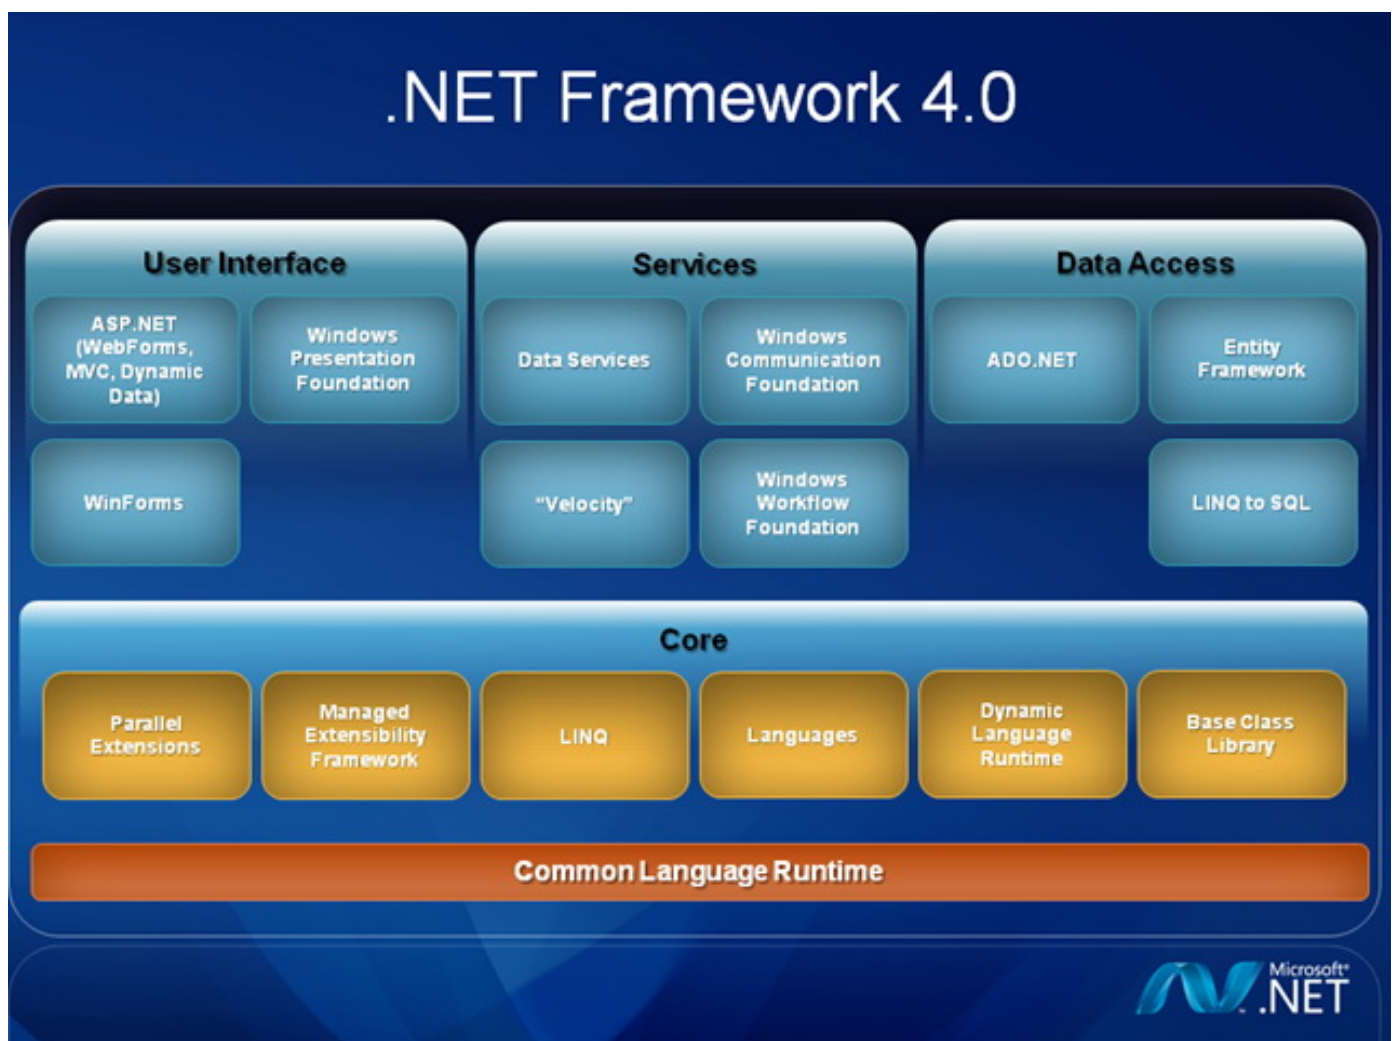 .NET Framework 4.0
User Interface
ASP.NET
(WebForms,
MVC, Dynamic
Data)
Windows
Presentation
Foundation
WinForms
Services
Data Services
Windows
Communication
Foundation
"Velocity"
Windows
Workflow
Foundation
Data Access
ADO.NET
Entity
Framework
LINQ to SQL
Core
Parallel
Extensions
Managed
Extensibility
Framework
LINQ
Languages
Dynamic
Language
Runtime
Base Class
Library
Common Language Runtime
Microsoft®
.NET